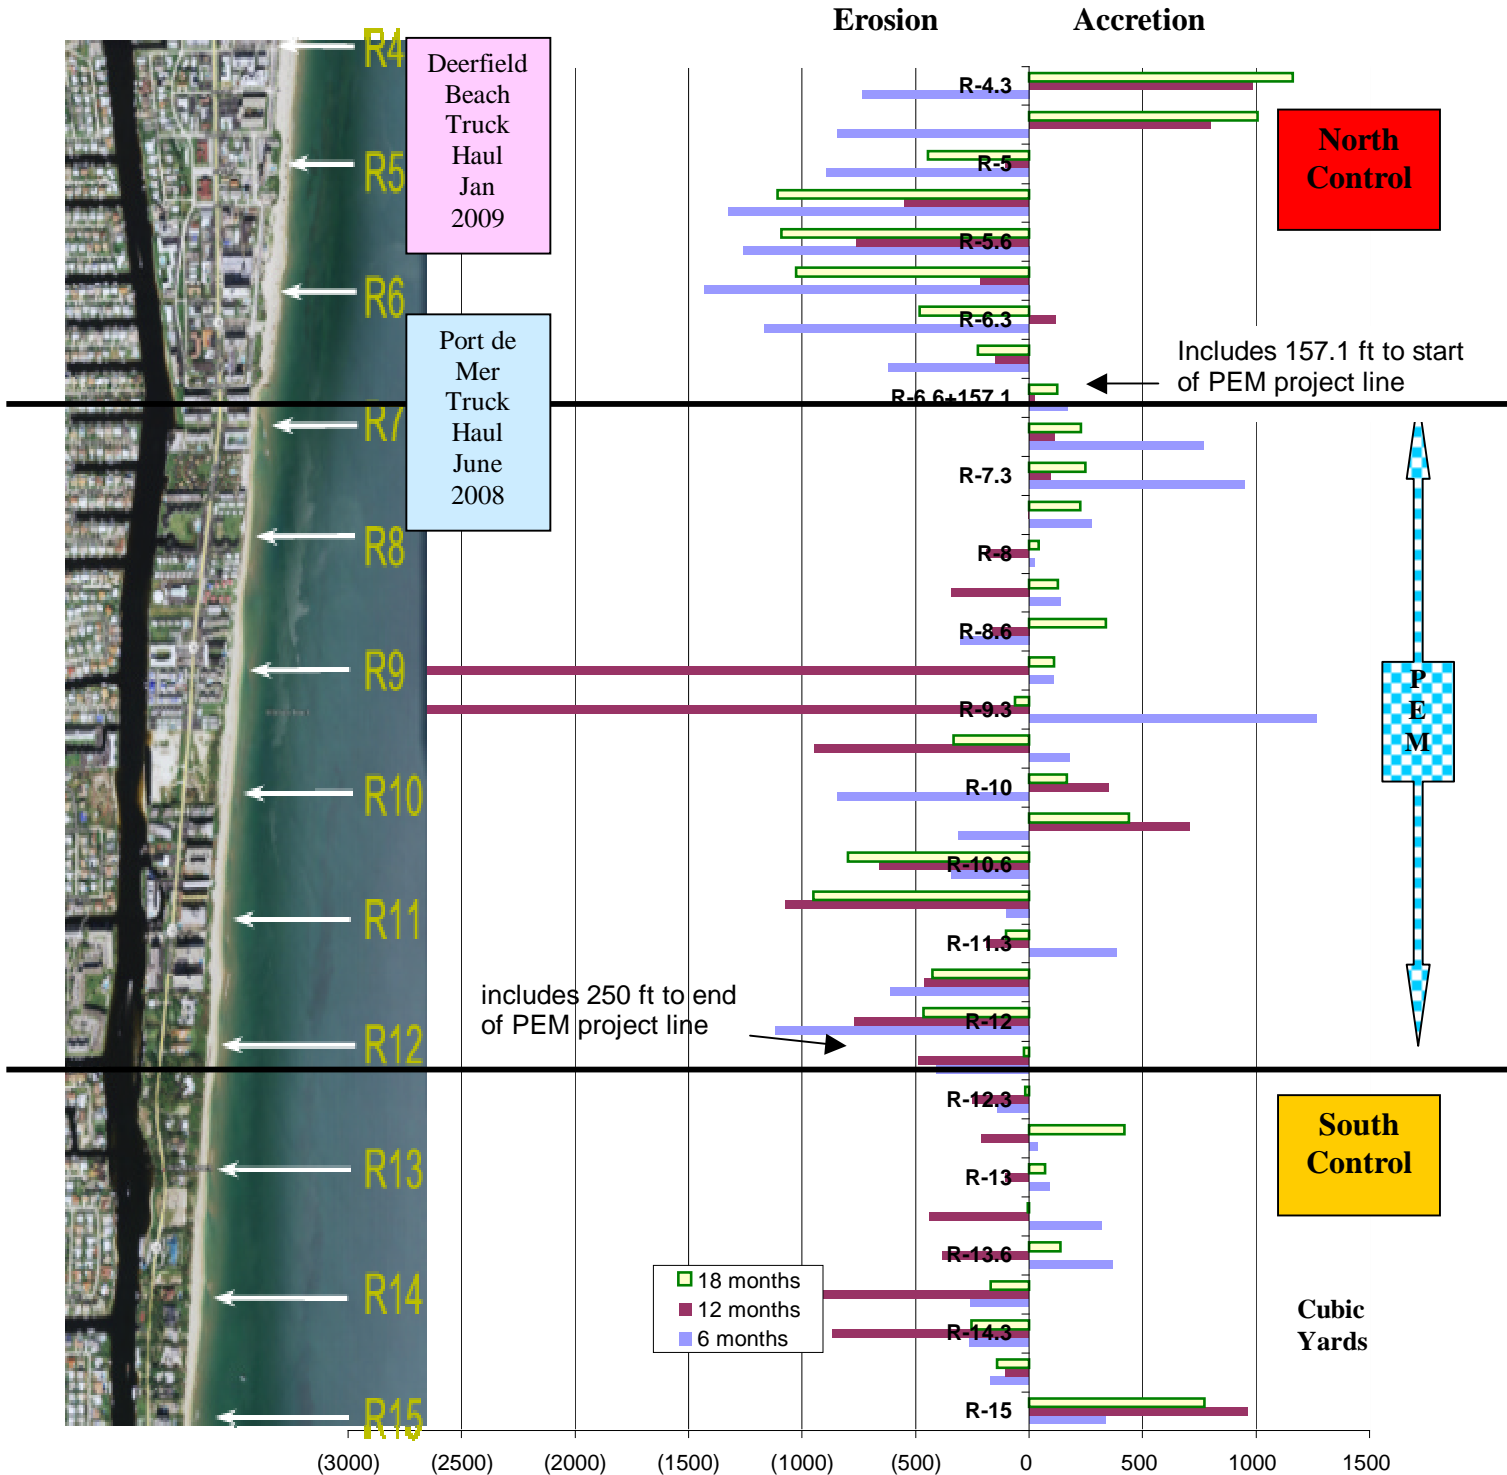 Erosion
Accretion
R4
R5
R6
R7
R8
R9
R10
R11
R12
R13
R14
R15
Deerfield
Beach
Truck
Haul
Jan
2009
Port de
Mer
Truck
Haul
June
2008
R-4.3
R-5
R-5.6
R-6.3
R-6.6+157.1
R-7.3
R-8
R-8.6
R-9.3
R-10
R-10.6
R-11.3
R-12
R-12.3
R-13
R-13.6
R-14.3
R-15
North
Control
Includes 157.1 ft to start
of PEM project line
P
E
M
includes 250 ft to end
of PEM project line
South
Control
18 months
12 months
6 months
Cubic
Yards
(3000)
(2500)
(2000)
(1500)
(1000)
(500)
0
500
1000
1500